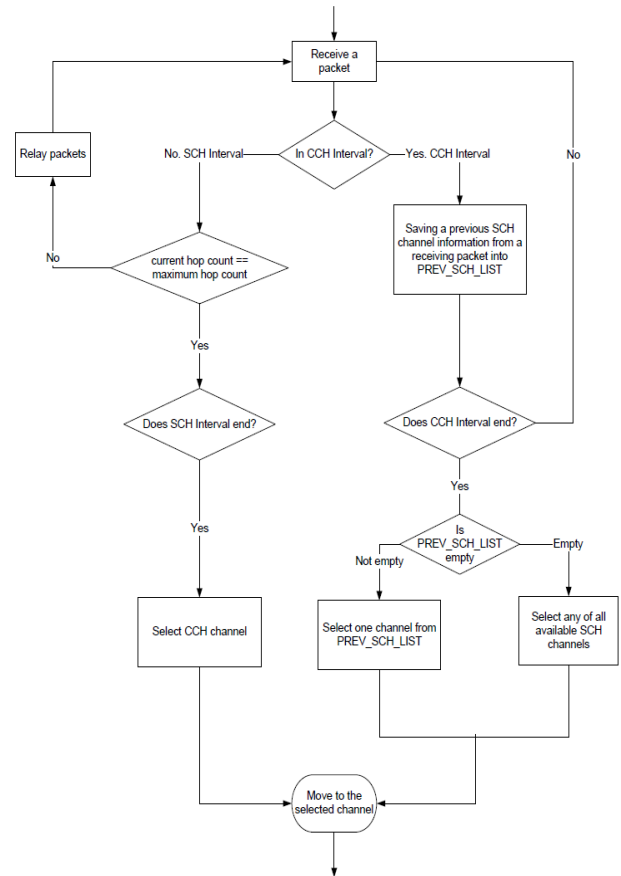 Receive a
packet
Relay packets
No. SCH Interval
In CCH Interval?
Yes. CCH Interval
No
Saving a previous SCH
channel information from a
receiving packet into
PREV_SCH_LIST
No
current hop count ==
maximum hop count
Yes
Does SCH Interval end?
Does CCH Interval end?
Yes
Yes
Is
PREV_SCH_LIST
empty
Not empty
Empty
Select CCH channel
Select one channel from
PREV_SCH_LIST
Select any of all
available SCH
channels
Move to the
selected channel